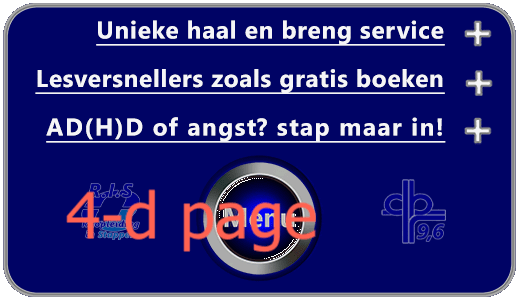 Unieke haal en breng service
Lesversnellers zoals gratis boeken
AD(H)D of angst? stap maar in!
R.I.S
4-d page
Menu
9,6